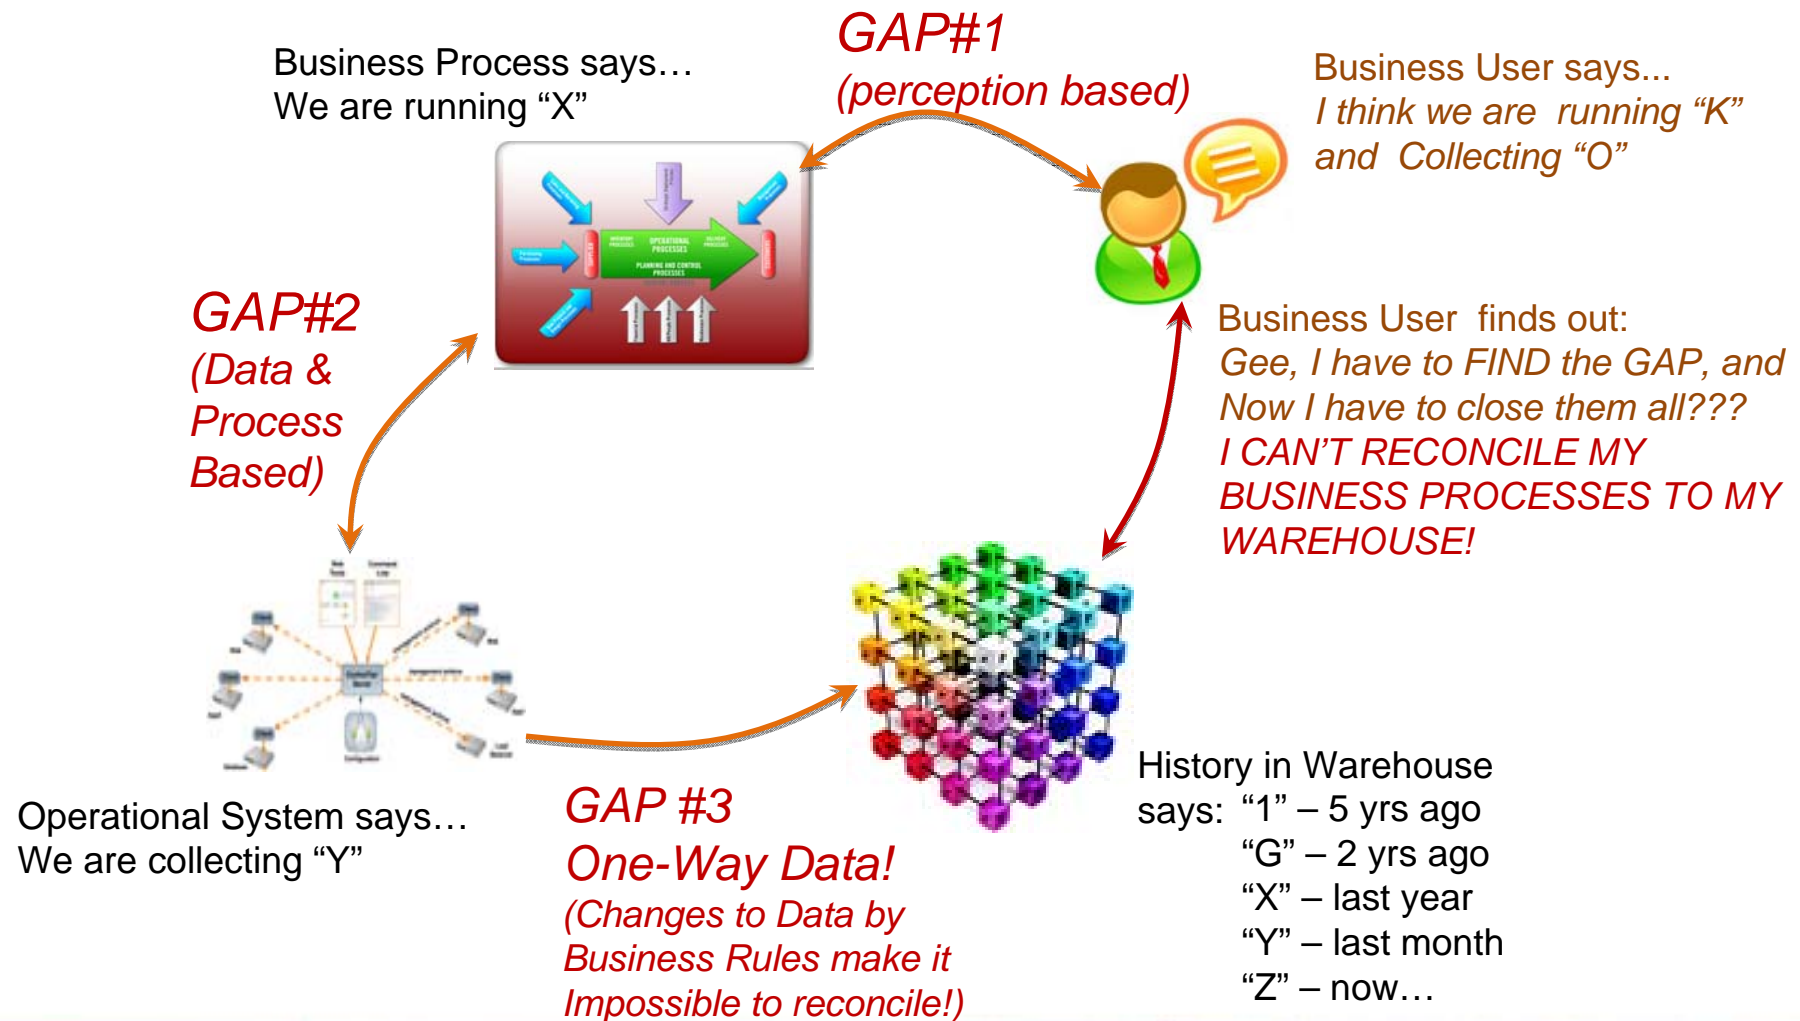 Business Process says…
We are running “X”
GAP#1
(perception based)
Business User says...
I think we are running “K”
and Collecting “O”
OPERATIONAL
PROCESSES
PLANNING AND CONTROL
PROCESSES
GAP#2
(Data &
Process
Based)
Business User finds out:
Gee, I have to FIND the GAP, and
Now I have to close them all???
I CAN’T RECONCILE MY
BUSINESS PROCESSES TO MY
WAREHOUSE!
Operational System says…
We are collecting “Y”
GAP #3
One-Way Data!
(Changes to Data by
Business Rules make it
Impossible to reconcile!)
History in Warehouse
says: “1” – 5 yrs ago
“G” – 2 yrs ago
“X” – last year
“Y” – last month
“Z” – now…